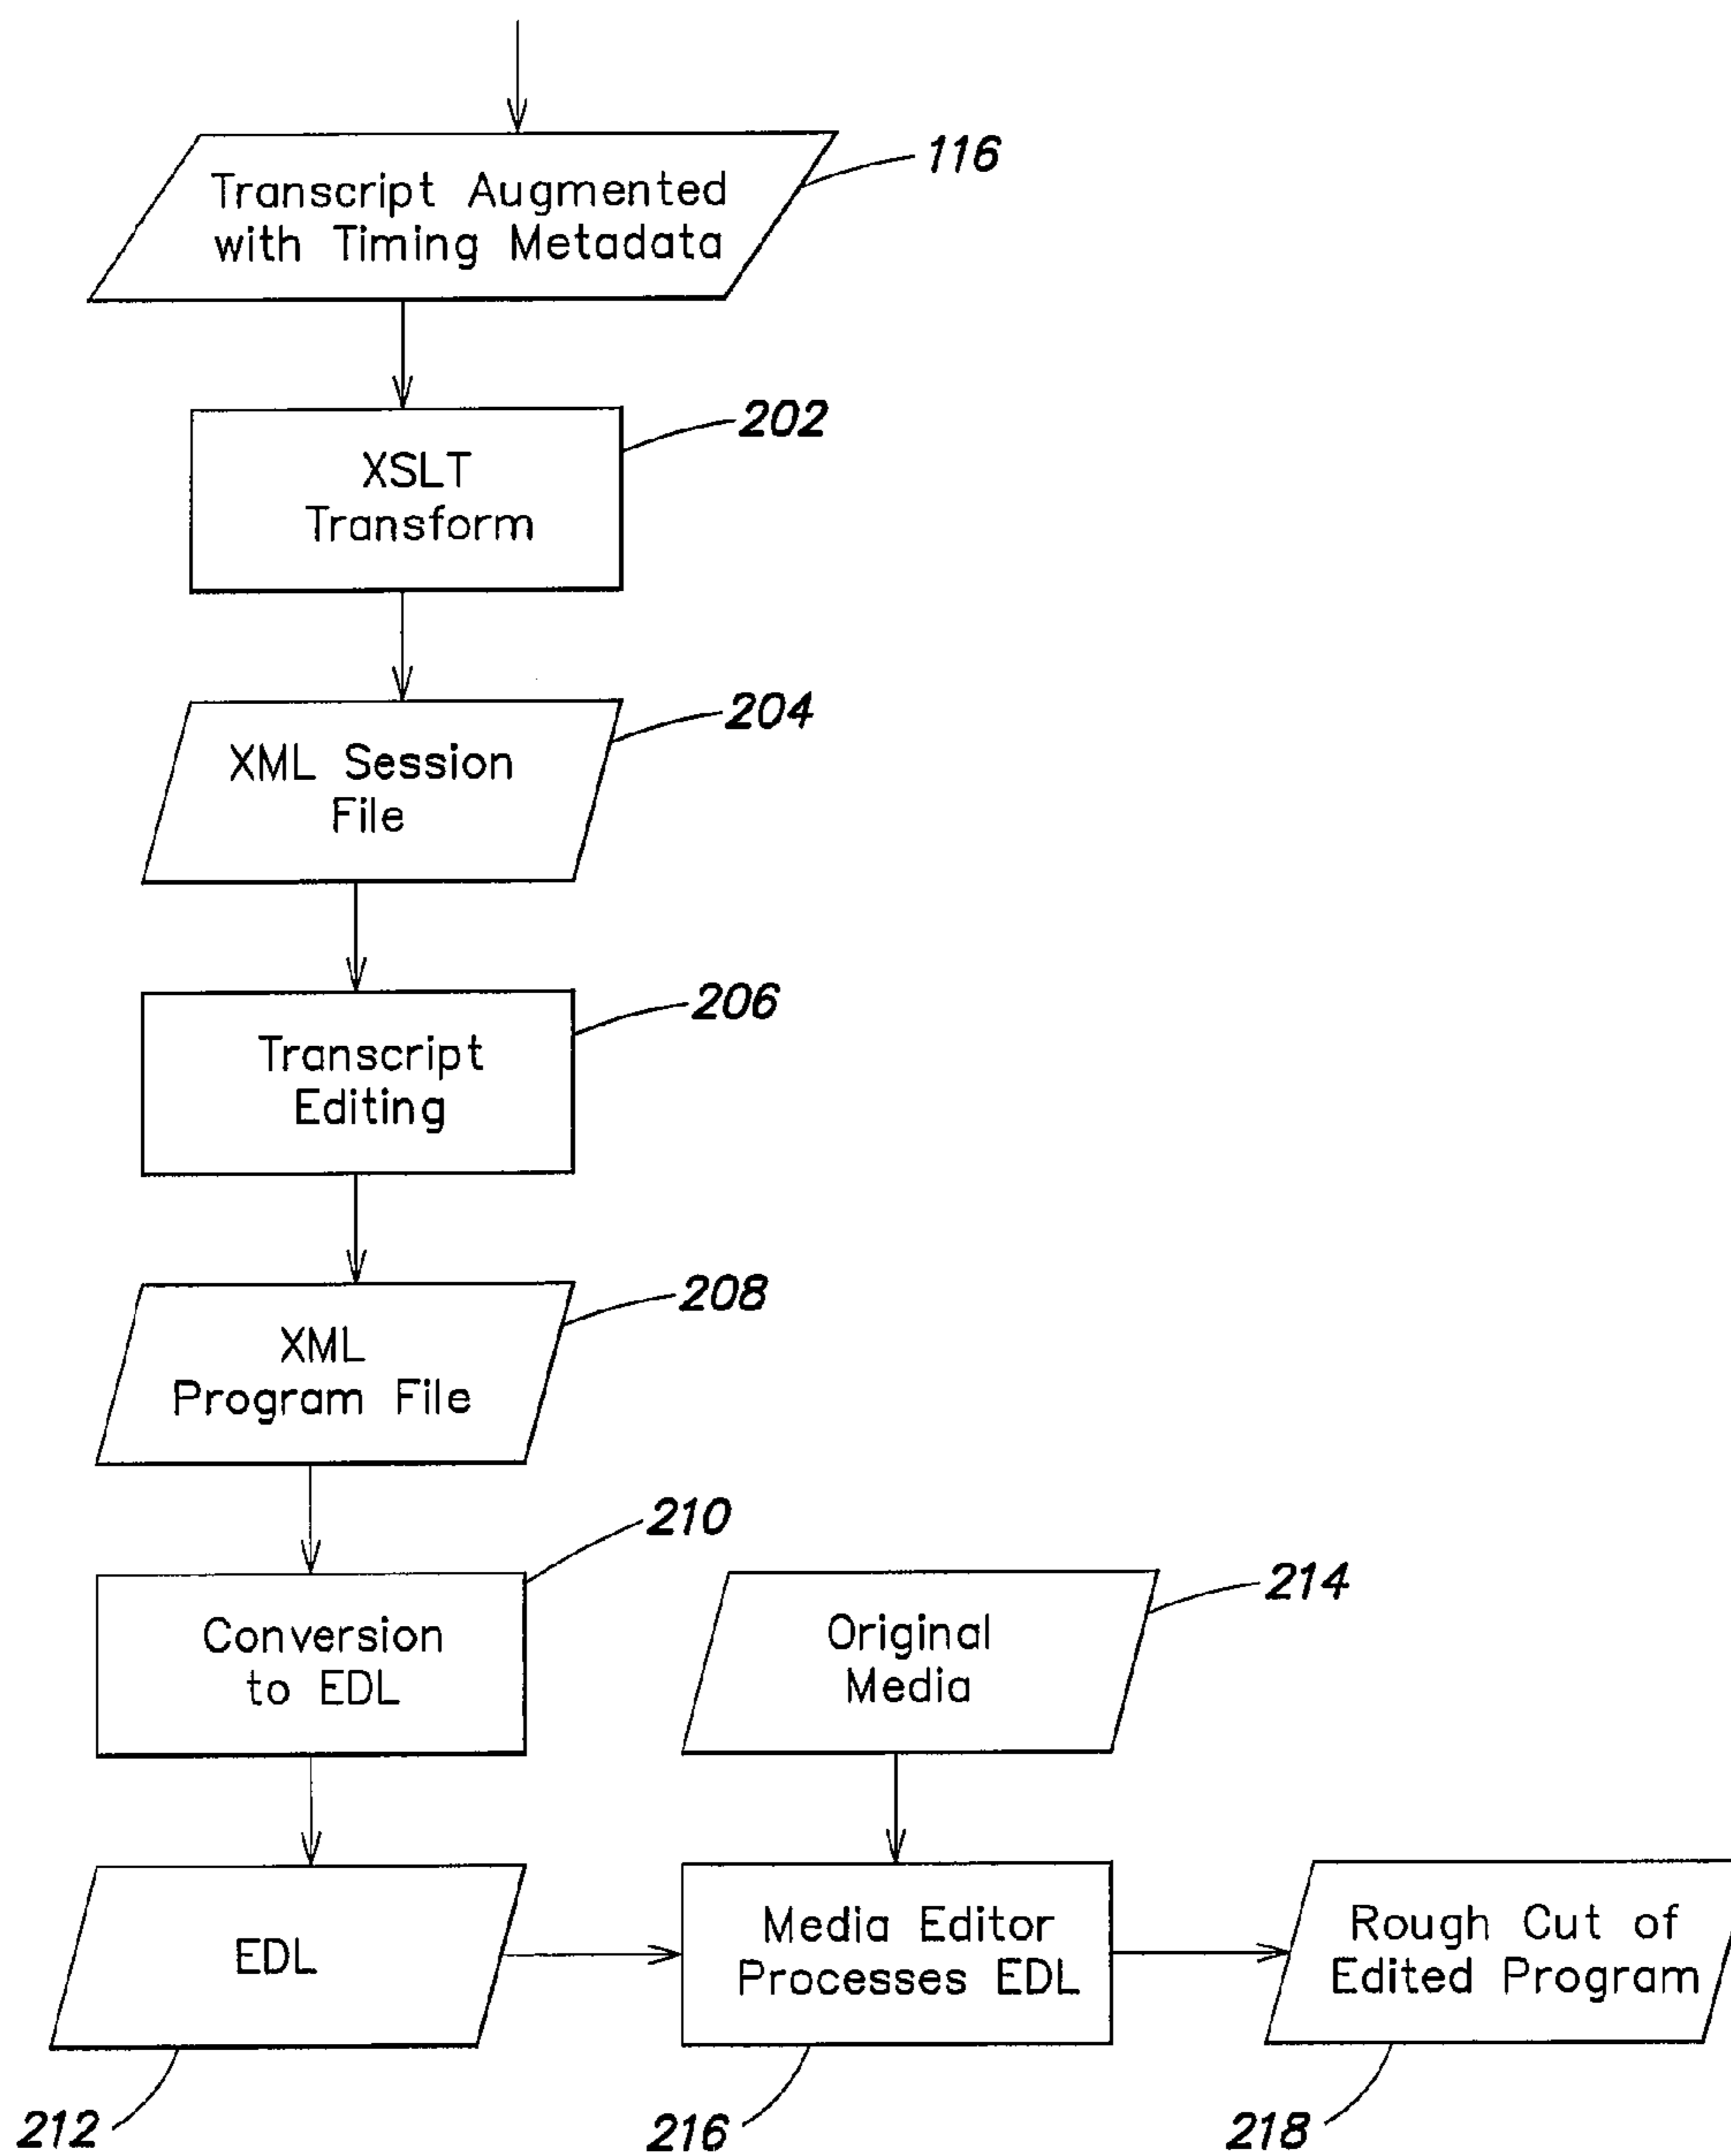 Transcript Augmented
with Timing Metadata
116
XSLT
Transform
202
XML Session
File
204
Transcript
Editing
206
XML
Program File
208
Conversion
to EDL
210
Original
Media
214
EDL
212
Media Editor
Processes EDL
216
Rough Cut of
Edited Program
218